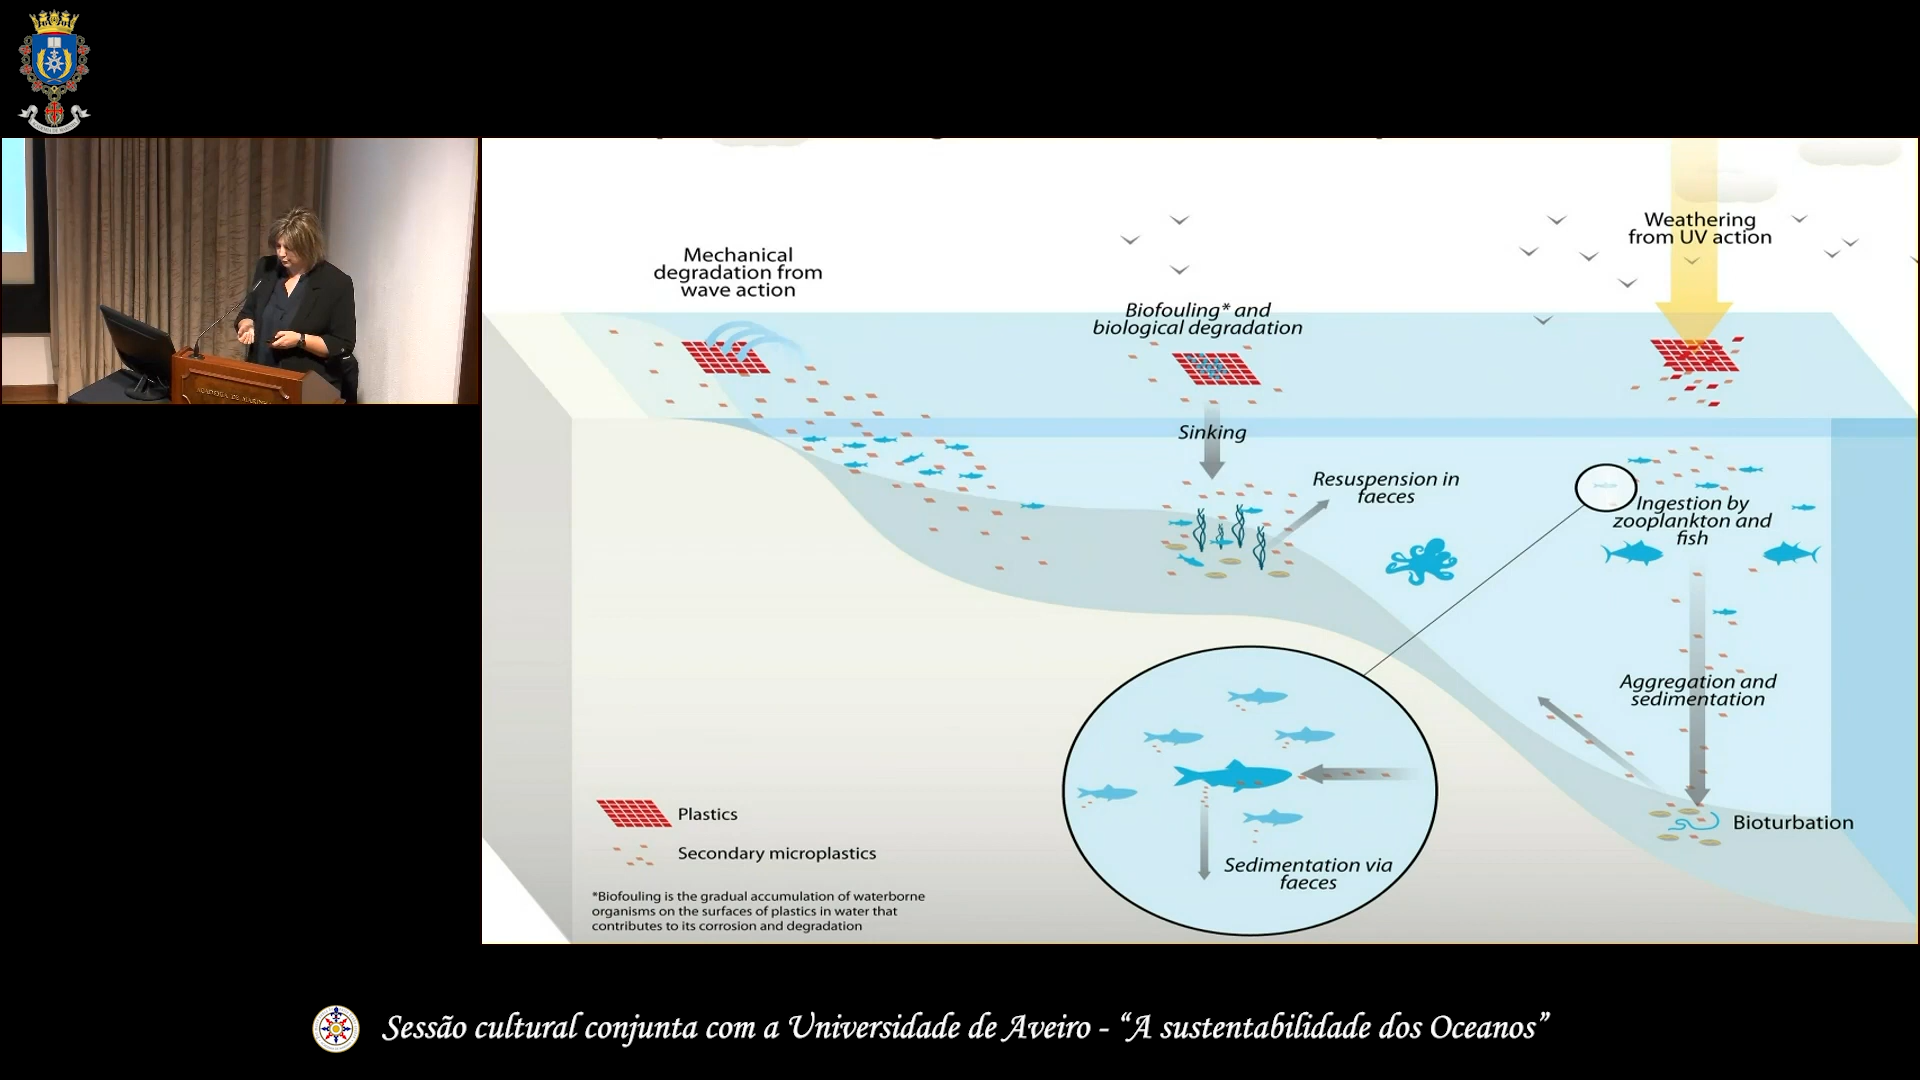 ACADEMIA DE MARINHA
Mechanical
degradation from
wave action
Biofouling* and
biological degradation
Weathering
from UV action
Sinking
Resuspension in
faeces
Ingestion by
zooplankton and
fish
Aggregation and
sedimentation
Bioturbation
Sedimentation via
faeces
Plastics
Secondary microplastics
*Biofouling is the gradual accumulation of waterborne
organisms on the surfaces of plastics in water that
contributes to its corrosion and degradation
Sessão cultural conjunta com a Universidade de Aveiro - “A sustentabilidade dos Oceanos”